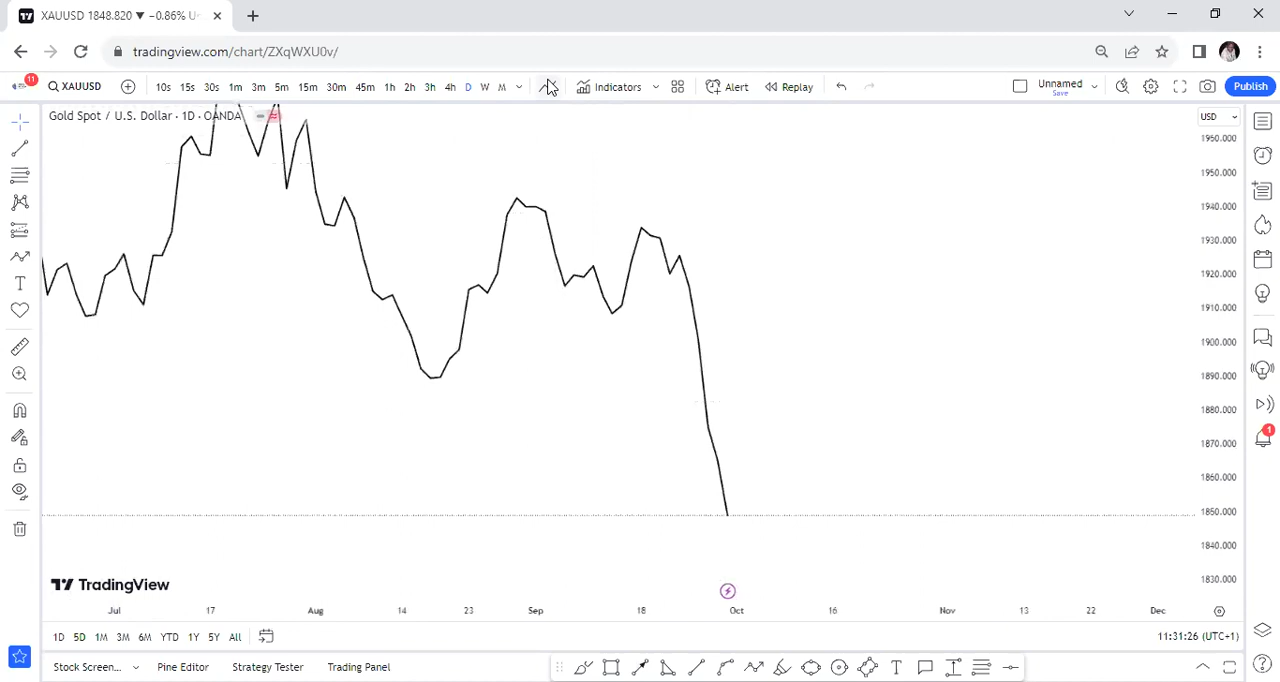 XAUUSD 1848.820 ▼ −0.86% U
tradingview.com/chart/ZXqWXU0v/
11
XAUUSD
10s 15s 30s 1m 3m 5m 15m 30m 45m 1h 2h 3h 4h D W M
Indicators
Alert
Replay
Unnamed
Save
Publish
Gold Spot / U.S. Dollar · 1D · OANDA
USD
1950.000
1950.000
1940.000
1930.000
1920.000
1910.000
1900.000
1890.000
1880.000
1870.000
1860.000
1850.000
1840.000
1830.000
1
TradingView
Jul 17 Aug 14 23 Sep 18 Oct 16 Nov 13 22 Dec
1D 5D 1M 3M 6M YTD 1Y 5Y All
11:31:26 (UTC+1)
Stock Screen... Pine Editor Strategy Tester Trading Panel